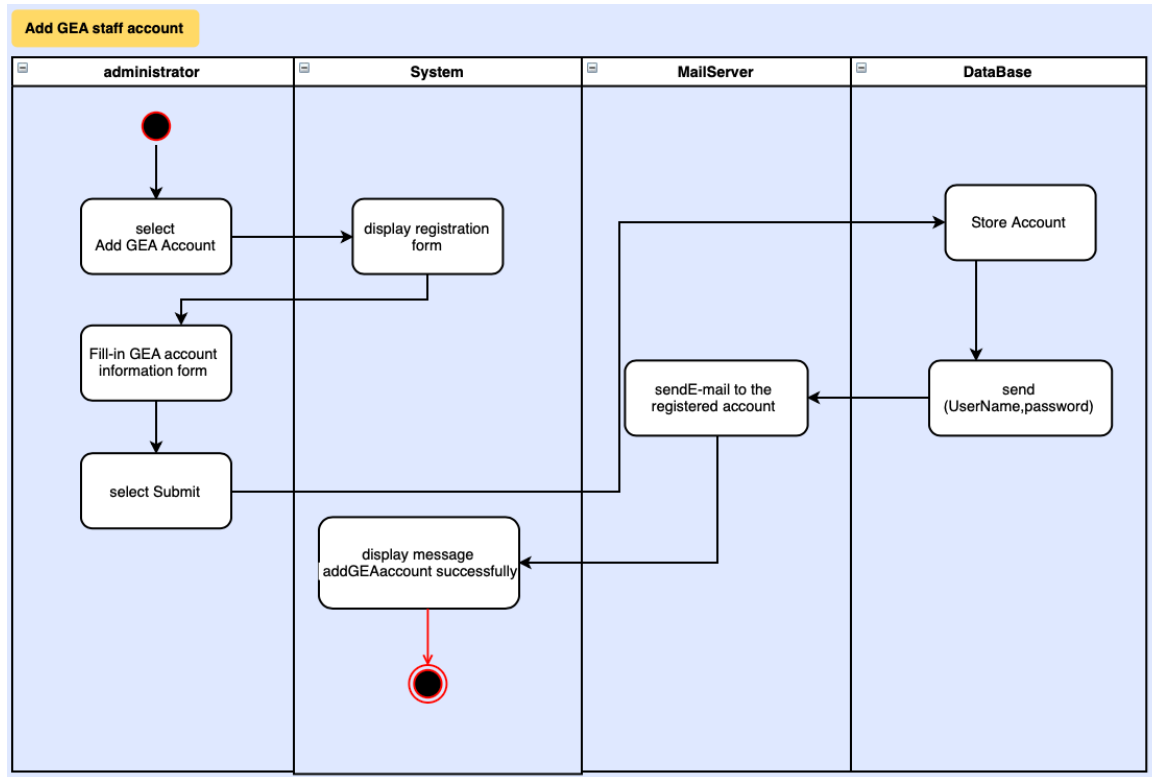 Add GEA staff account
administrator
System
MailServer
DataBase
select
Add GEA Account
display registration
form
Store Account
Fill-in GEA account
information form
sendE-mail to the
registered account
send
(UserName,password)
select Submit
display message
addGEAaccount successfully